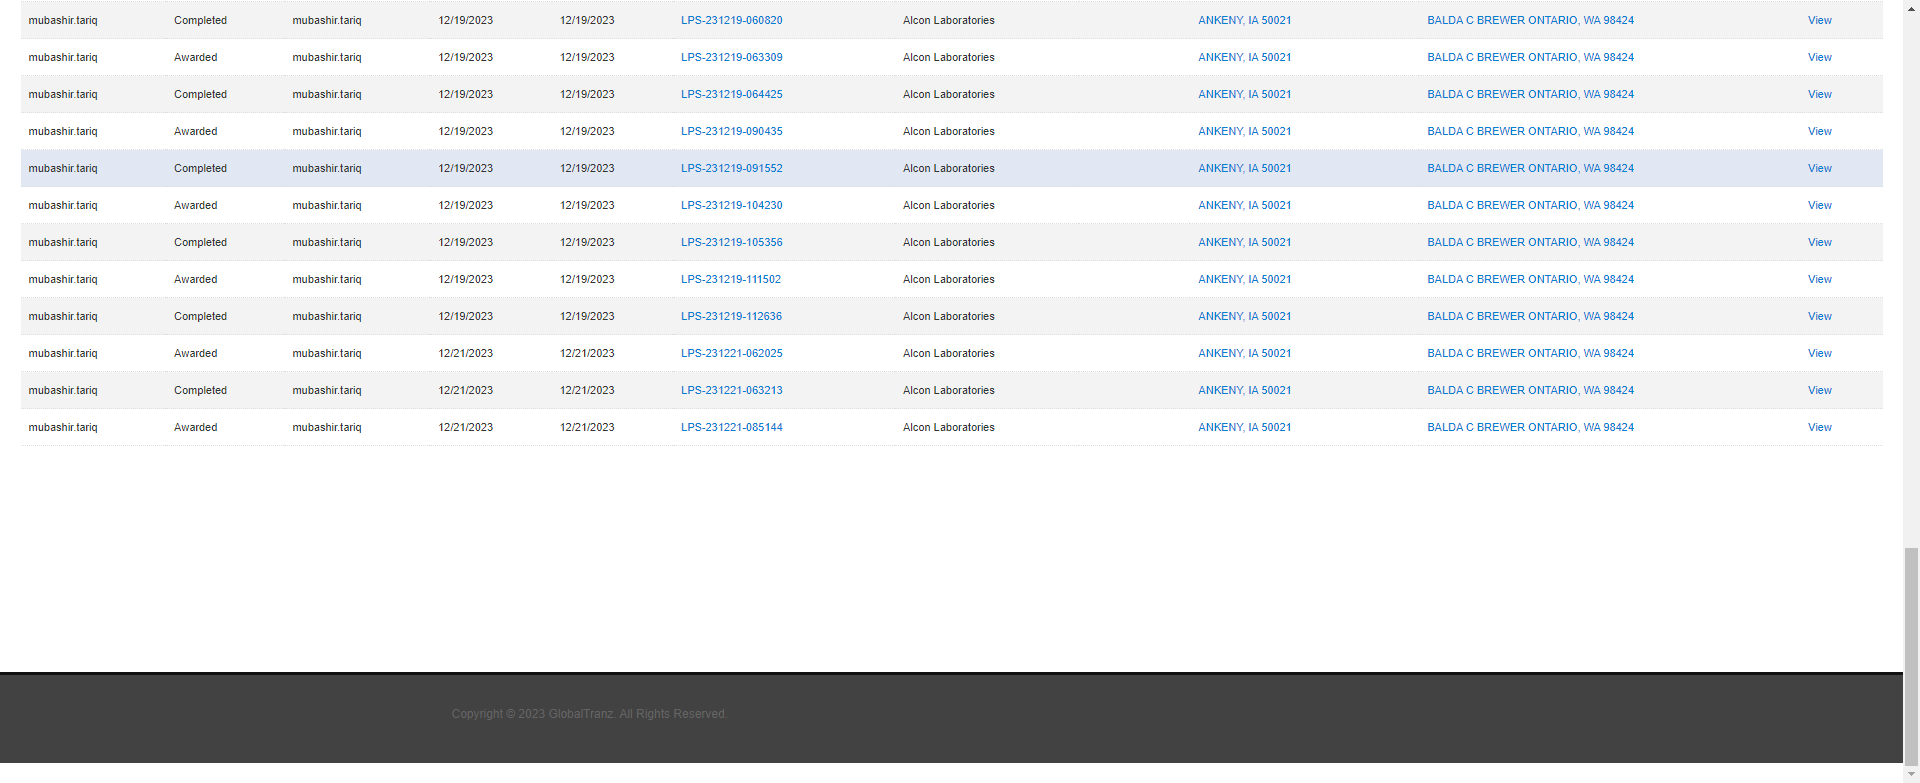 mubashir.tariq Completed mubashir.tariq 12/19/2023 12/19/2023 LPS-231219-060820 Alcon Laboratories ANKENY, IA 50021 BALDA C BREWER ONTARIO, WA 98424 View
mubashir.tariq Awarded mubashir.tariq 12/19/2023 12/19/2023 LPS-231219-063309 Alcon Laboratories ANKENY, IA 50021 BALDA C BREWER ONTARIO, WA 98424 View
mubashir.tariq Completed mubashir.tariq 12/19/2023 12/19/2023 LPS-231219-064425 Alcon Laboratories ANKENY, IA 50021 BALDA C BREWER ONTARIO, WA 98424 View
mubashir.tariq Awarded mubashir.tariq 12/19/2023 12/19/2023 LPS-231219-090435 Alcon Laboratories ANKENY, IA 50021 BALDA C BREWER ONTARIO, WA 98424 View
mubashir.tariq Completed mubashir.tariq 12/19/2023 12/19/2023 LPS-231219-091552 Alcon Laboratories ANKENY, IA 50021 BALDA C BREWER ONTARIO, WA 98424 View
mubashir.tariq Awarded mubashir.tariq 12/19/2023 12/19/2023 LPS-231219-104230 Alcon Laboratories ANKENY, IA 50021 BALDA C BREWER ONTARIO, WA 98424 View
mubashir.tariq Completed mubashir.tariq 12/19/2023 12/19/2023 LPS-231219-105356 Alcon Laboratories ANKENY, IA 50021 BALDA C BREWER ONTARIO, WA 98424 View
mubashir.tariq Awarded mubashir.tariq 12/19/2023 12/19/2023 LPS-231219-111502 Alcon Laboratories ANKENY, IA 50021 BALDA C BREWER ONTARIO, WA 98424 View
mubashir.tariq Completed mubashir.tariq 12/19/2023 12/19/2023 LPS-231219-112636 Alcon Laboratories ANKENY, IA 50021 BALDA C BREWER ONTARIO, WA 98424 View
mubashir.tariq Awarded mubashir.tariq 12/21/2023 12/21/2023 LPS-231221-062025 Alcon Laboratories ANKENY, IA 50021 BALDA C BREWER ONTARIO, WA 98424 View
mubashir.tariq Completed mubashir.tariq 12/21/2023 12/21/2023 LPS-231221-063213 Alcon Laboratories ANKENY, IA 50021 BALDA C BREWER ONTARIO, WA 98424 View
mubashir.tariq Awarded mubashir.tariq 12/21/2023 12/21/2023 LPS-231221-085144 Alcon Laboratories ANKENY, IA 50021 BALDA C BREWER ONTARIO, WA 98424 View
Copyright © 2023 GlobalTranz. All Rights Reserved.